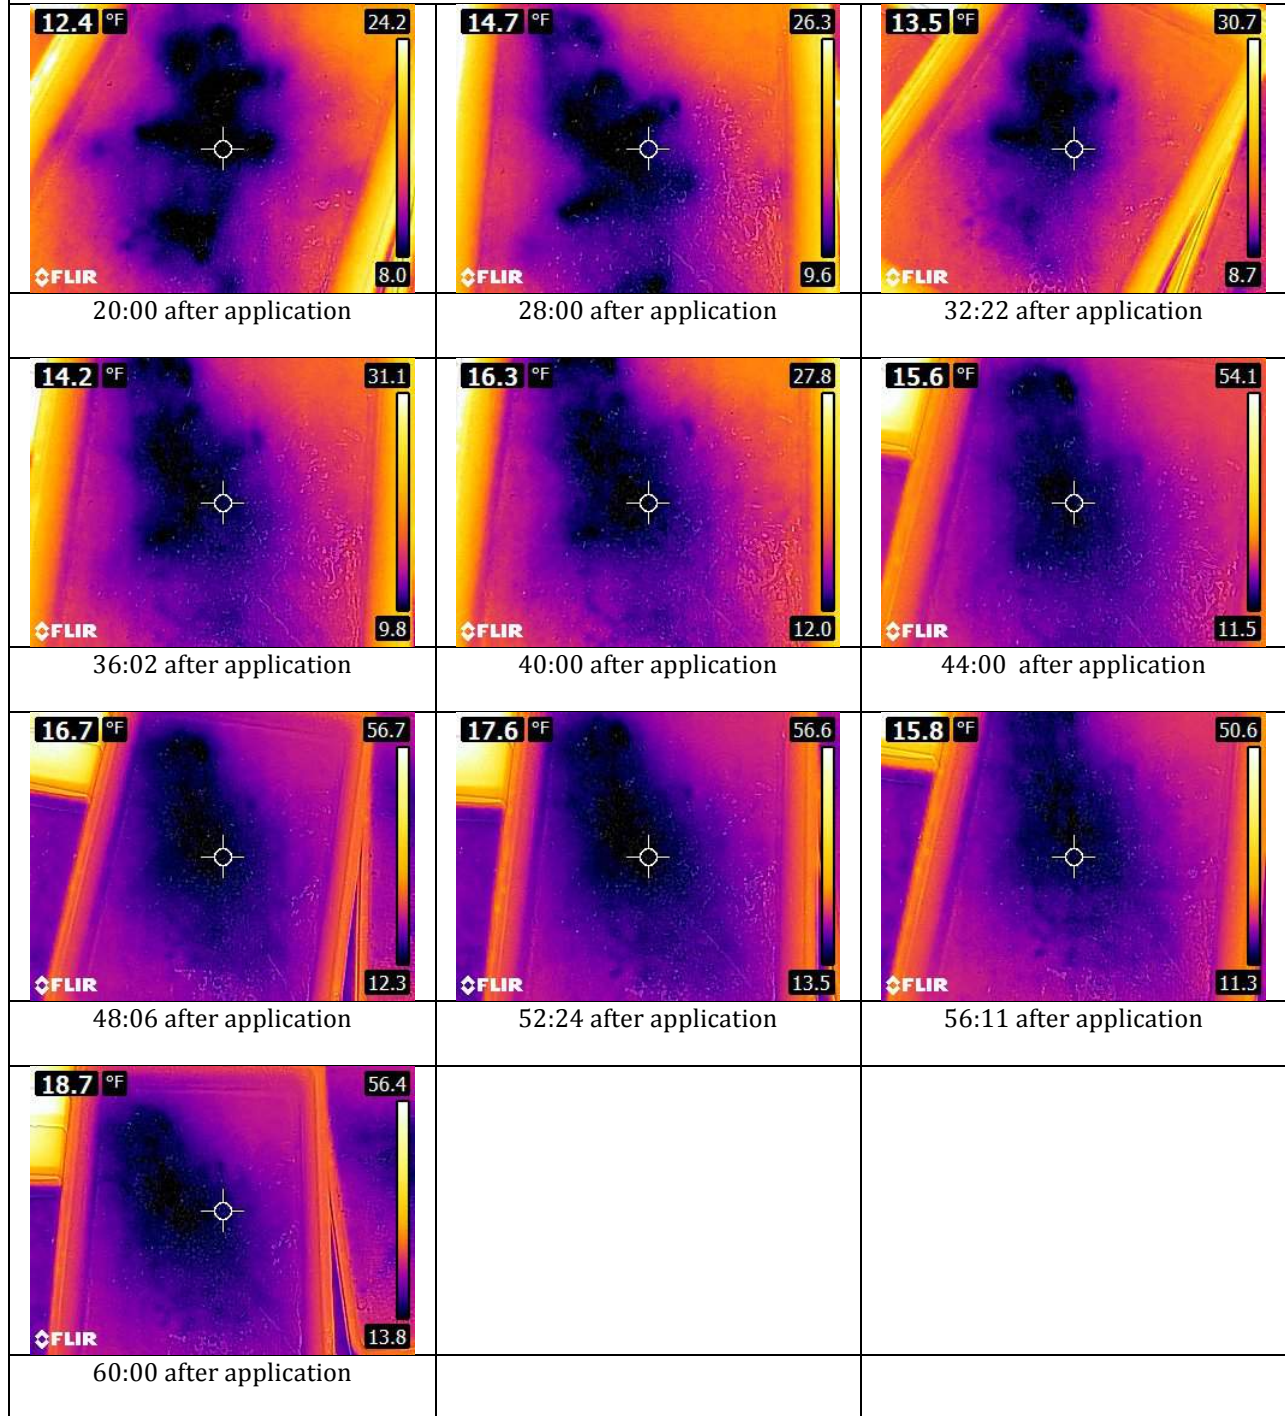 12.4 °F 24.2
8.0
FLIR
14.7 °F 26.3
9.6
FLIR
13.5 °F 30.7
8.7
FLIR
20:00 after application
28:00 after application
32:22 after application
14.2 °F 31.1
9.8
FLIR
16.3 °F 27.8
12.0
FLIR
15.6 °F 54.1
11.5
FLIR
36:02 after application
40:00 after application
44:00 after application
16.7 °F 56.7
12.3
FLIR
17.6 °F 56.6
13.5
FLIR
15.8 °F 50.6
11.3
FLIR
48:06 after application
52:24 after application
56:11 after application
18.7 °F 56.4
13.8
FLIR
60:00 after application